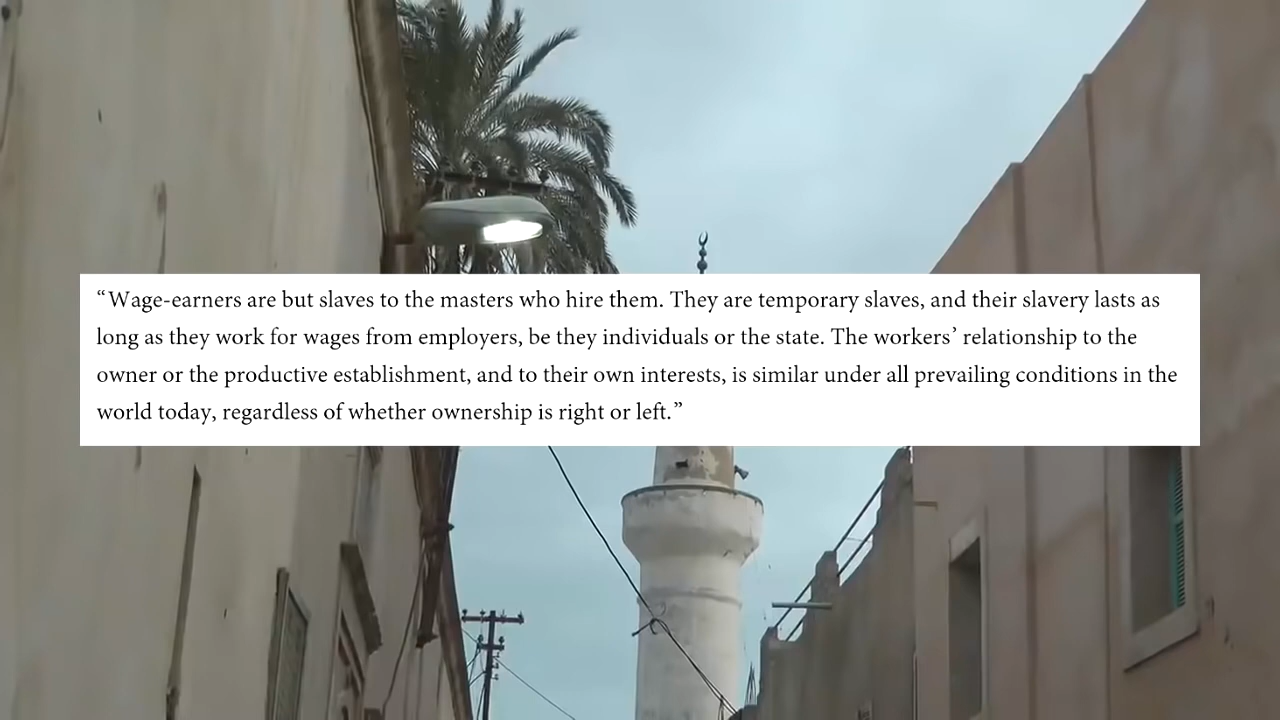 “Wage-earners are but slaves to the masters who hire them. They are temporary slaves, and their slavery lasts as
long as they work for wages from employers, be they individuals or the state. The workers’ relationship to the
owner or the productive establishment, and to their own interests, is similar under all prevailing conditions in the
world today, regardless of whether ownership is right or left.”